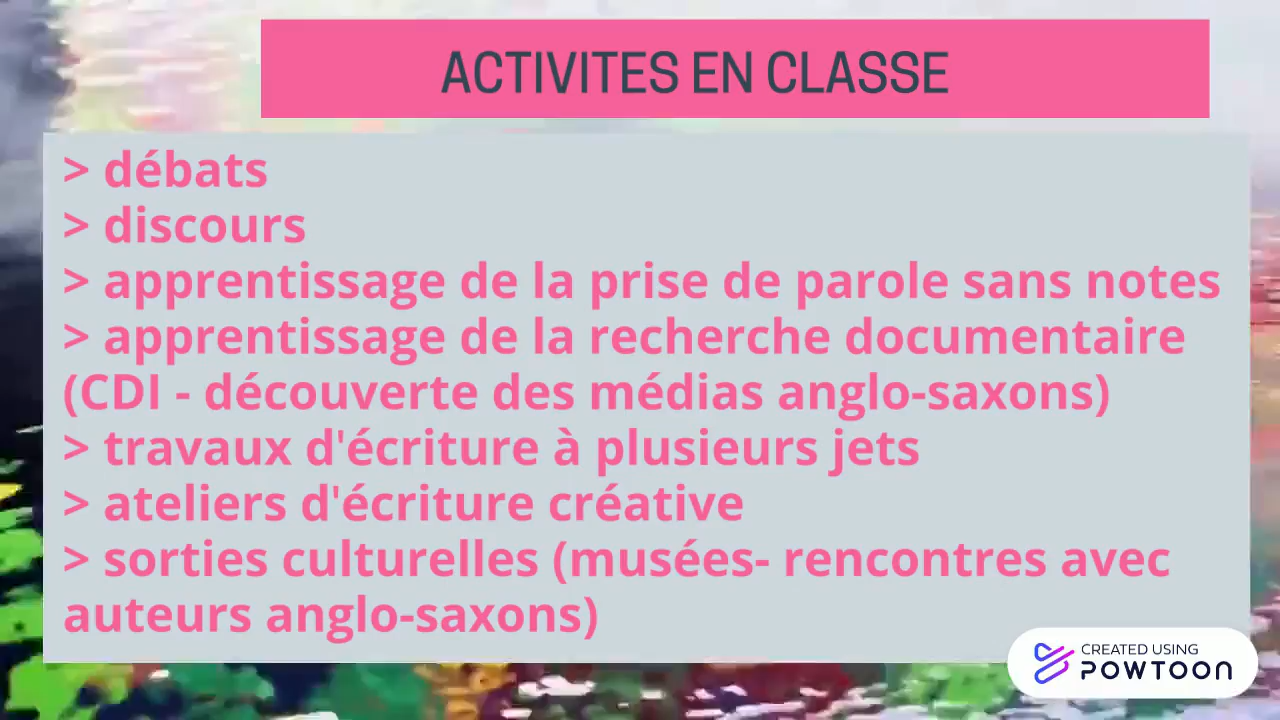 ACTIVITES EN CLASSE
> débats
> discours
> apprentissage de la prise de parole sans notes
> apprentissage de la recherche documentaire
(CDI - découverte des médias anglo-saxons)
> travaux d'écriture à plusieurs jets
> ateliers d'écriture créative
> sorties culturelles (musées- rencontres avec
auteurs anglo-saxons)
CREATED USING
POWTOON